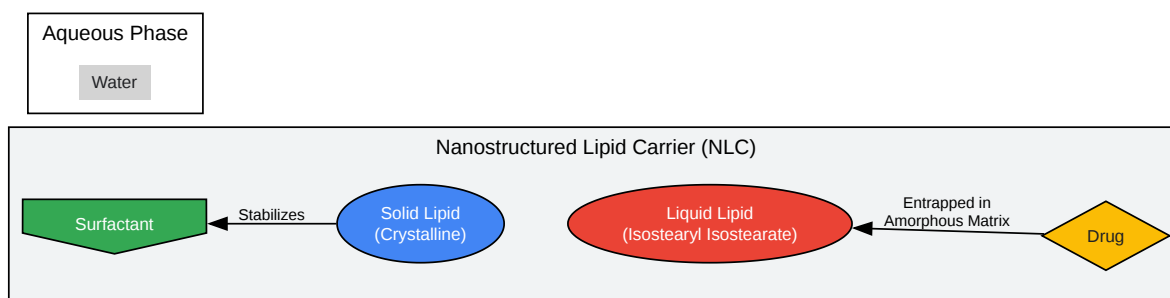 Aqueous Phase
Water
Nanostructured Lipid Carrier (NLC)
Surfactant
Stabilizes
Solid Lipid
(Crystalline)
Liquid Lipid
(Isostearyl Isostearate)
Entrapped in
Amorphous Matrix
Drug